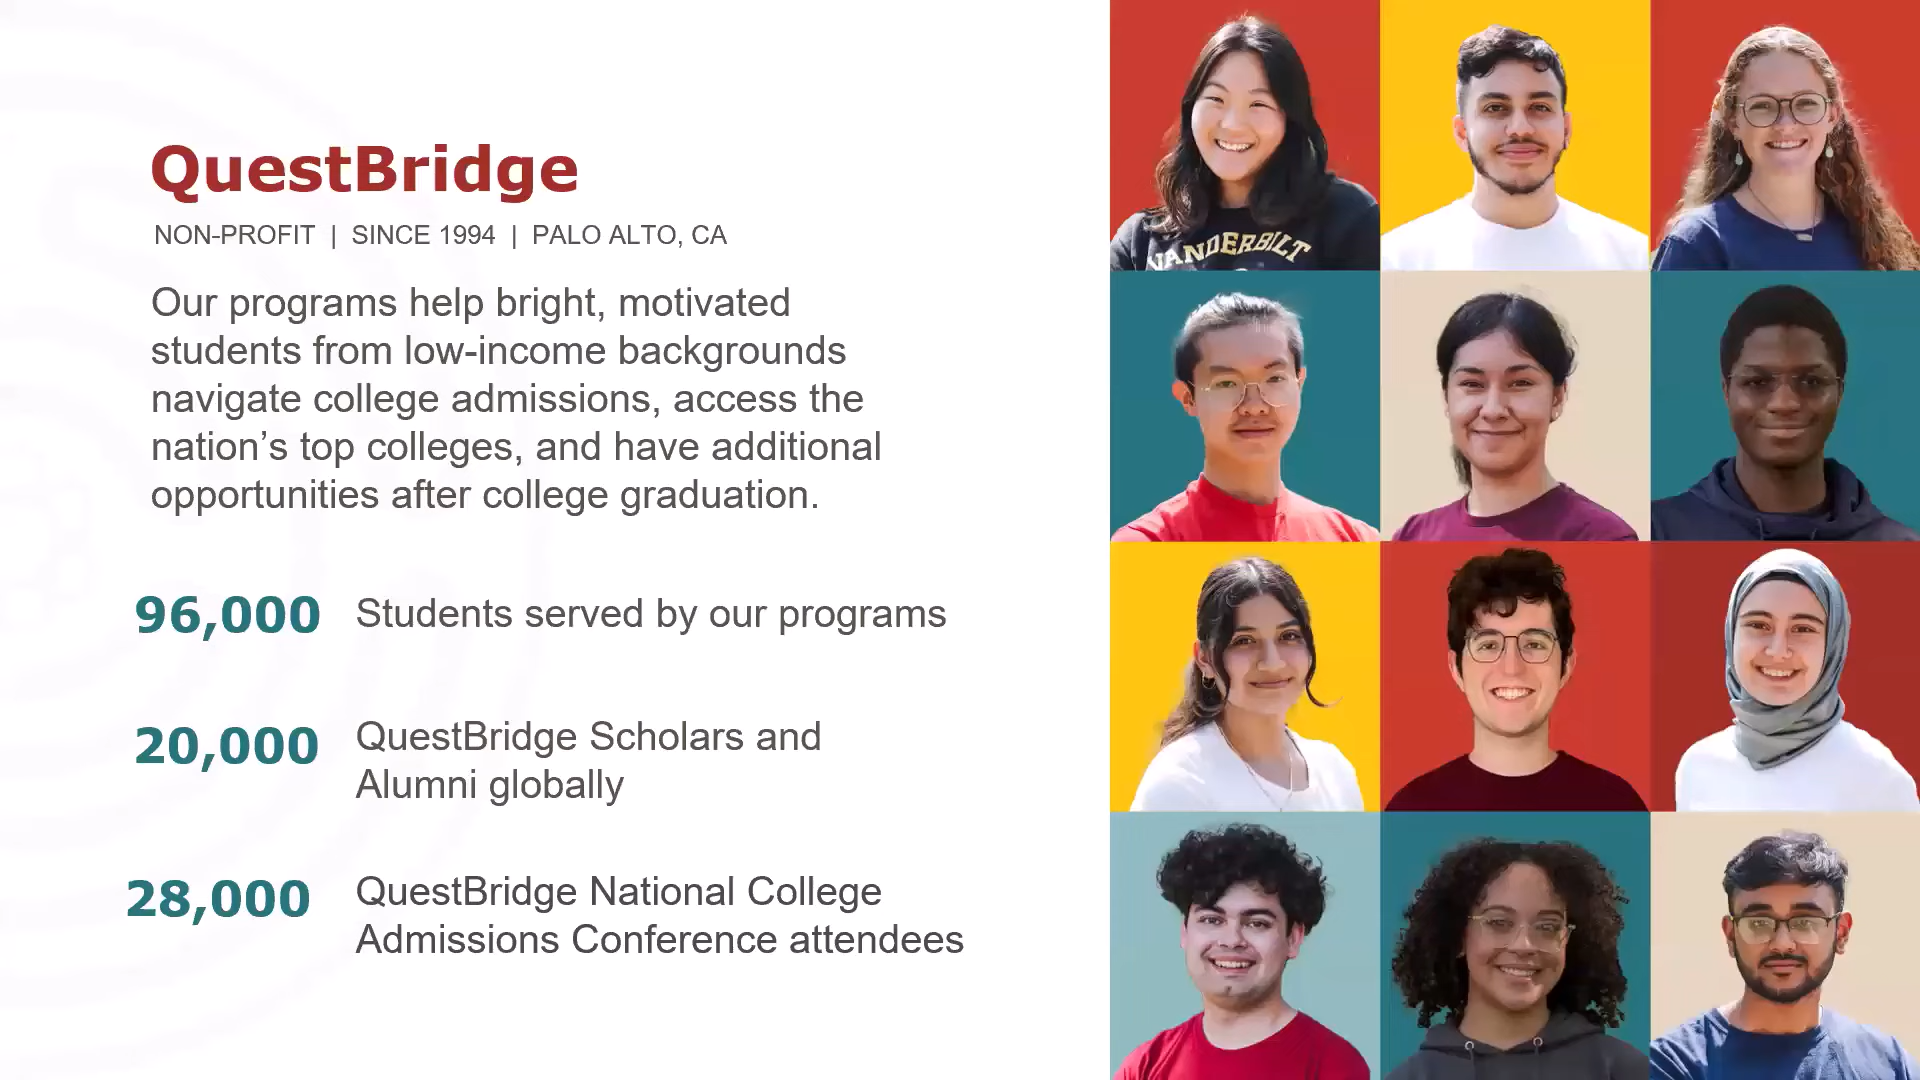 QuestBridge
NON-PROFIT | SINCE 1994 | PALO ALTO, CA
Our programs help bright, motivated
students from low-income backgrounds
navigate college admissions, access the
nation’s top colleges, and have additional
opportunities after college graduation.
96,000 Students served by our programs
20,000 QuestBridge Scholars and
Alumni globally
28,000 QuestBridge National College
Admissions Conference attendees
VANDERBILT